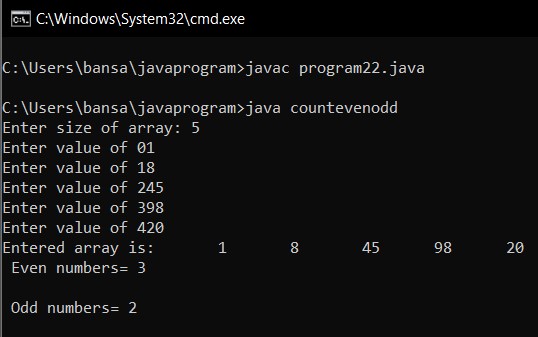 C:\Windows\System32\cmd.exe
C:\Users\bansa\javaprogram>javac program22.java
C:\Users\bansa\javaprogram>java countevenodd
Enter size of array: 5
Enter value of 01
Enter value of 18
Enter value of 245
Enter value of 398
Enter value of 420
Entered array is: 1 8 45 98 20
Even numbers= 3
Odd numbers= 2